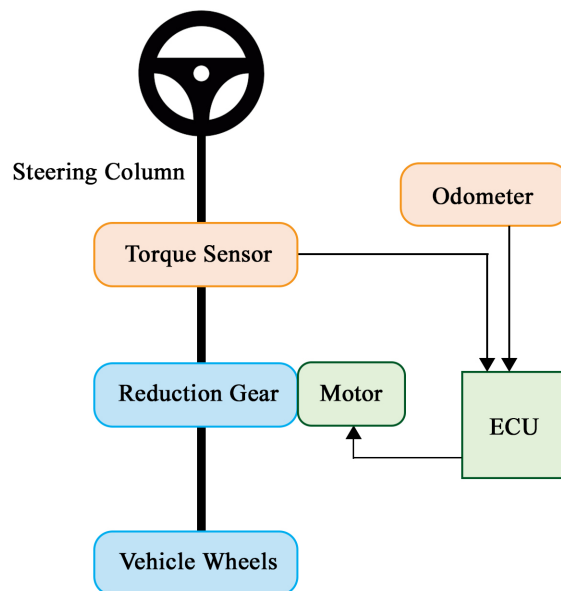 Steering Column
Odometer
Torque Sensor
Reduction Gear
Motor
ECU
Vehicle Wheels